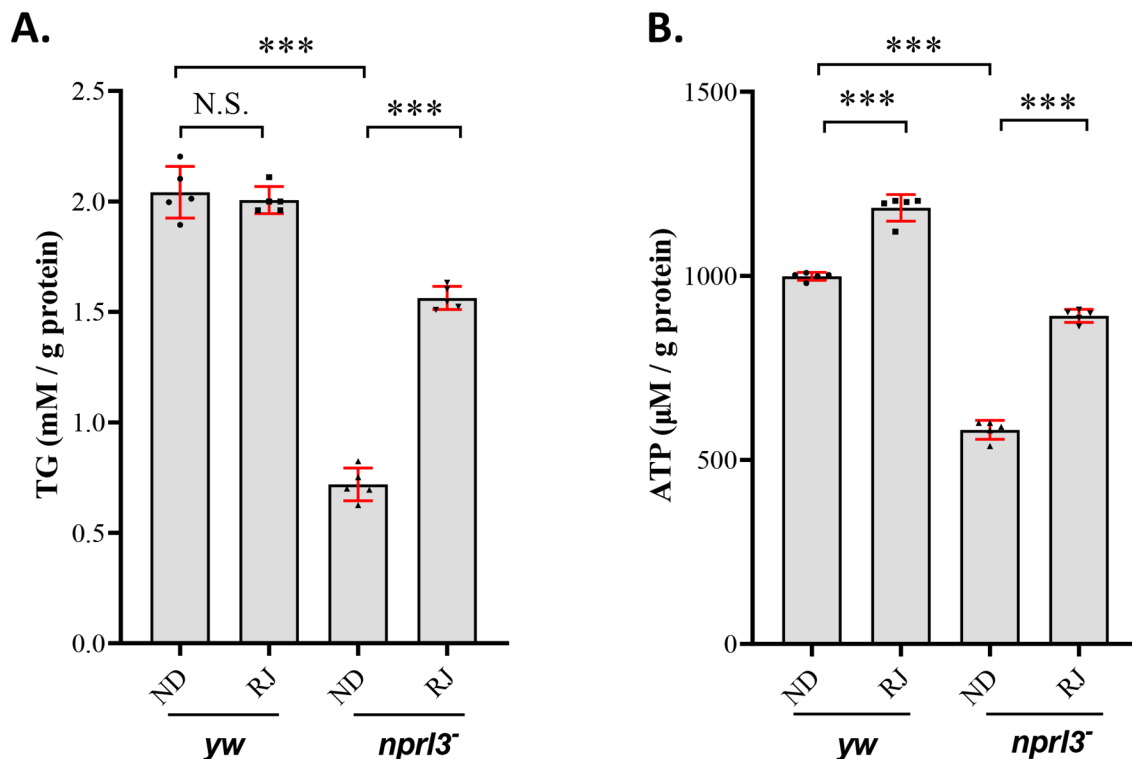 A.
***
N.S.
***
TG (mM / g protein)
2.5
2.0
1.5
1.0
0.5
0.0
ND
RJ
ND
RJ
yw
nprl3-
B.
***
***
***
ATP (μM / g protein)
1500
1000
500
0
ND
RJ
ND
RJ
yw
nprl3-